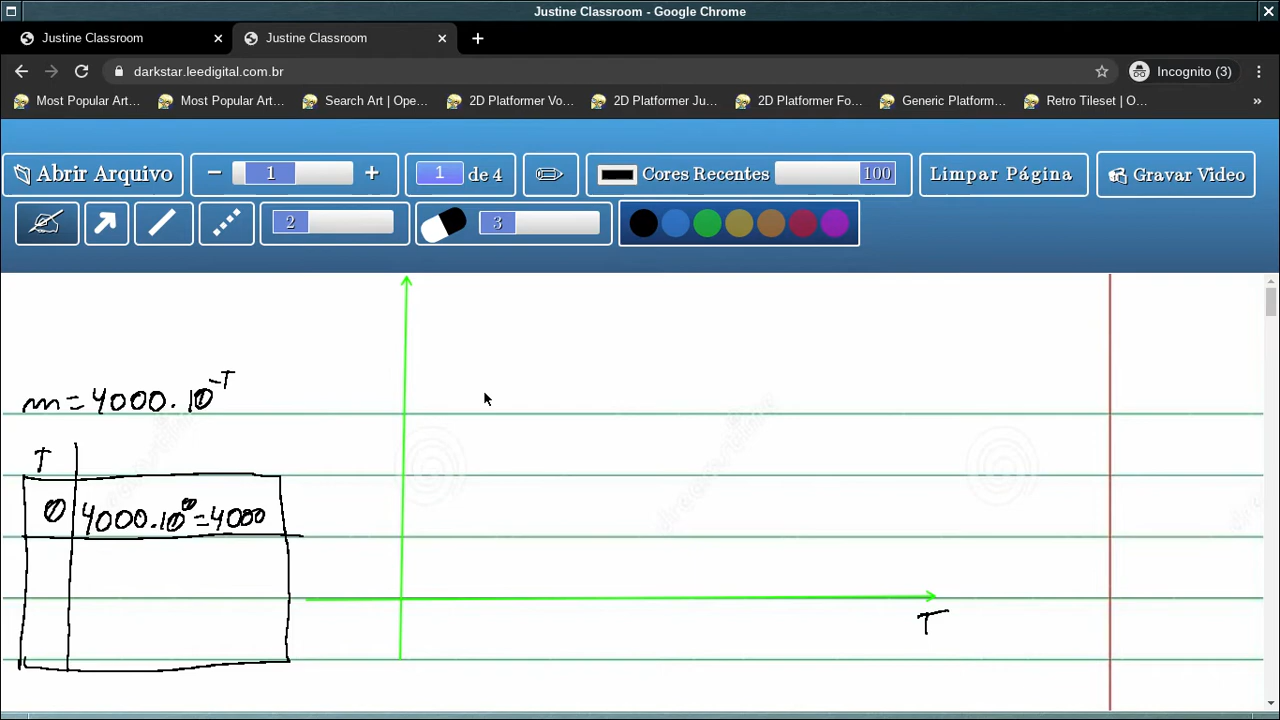 Justine Classroom - Google Chrome
Justine Classroom
Justine Classroom
darkstar.leedigital.com.br
Incognito (3)
Most Popular Art...
Most Popular Art...
Search Art | Ope...
2D Platformer Vo...
2D Platformer Ju...
2D Platformer Fo...
Generic Platform...
Retro Tileset | O...
Abrir Arquivo
− 1 +
1 de 4
Cores Recentes 100
Limpar Página
Gravar Video
2
3
m = 4000 . 10^-T
T
0 4000.10^0 = 4000
T